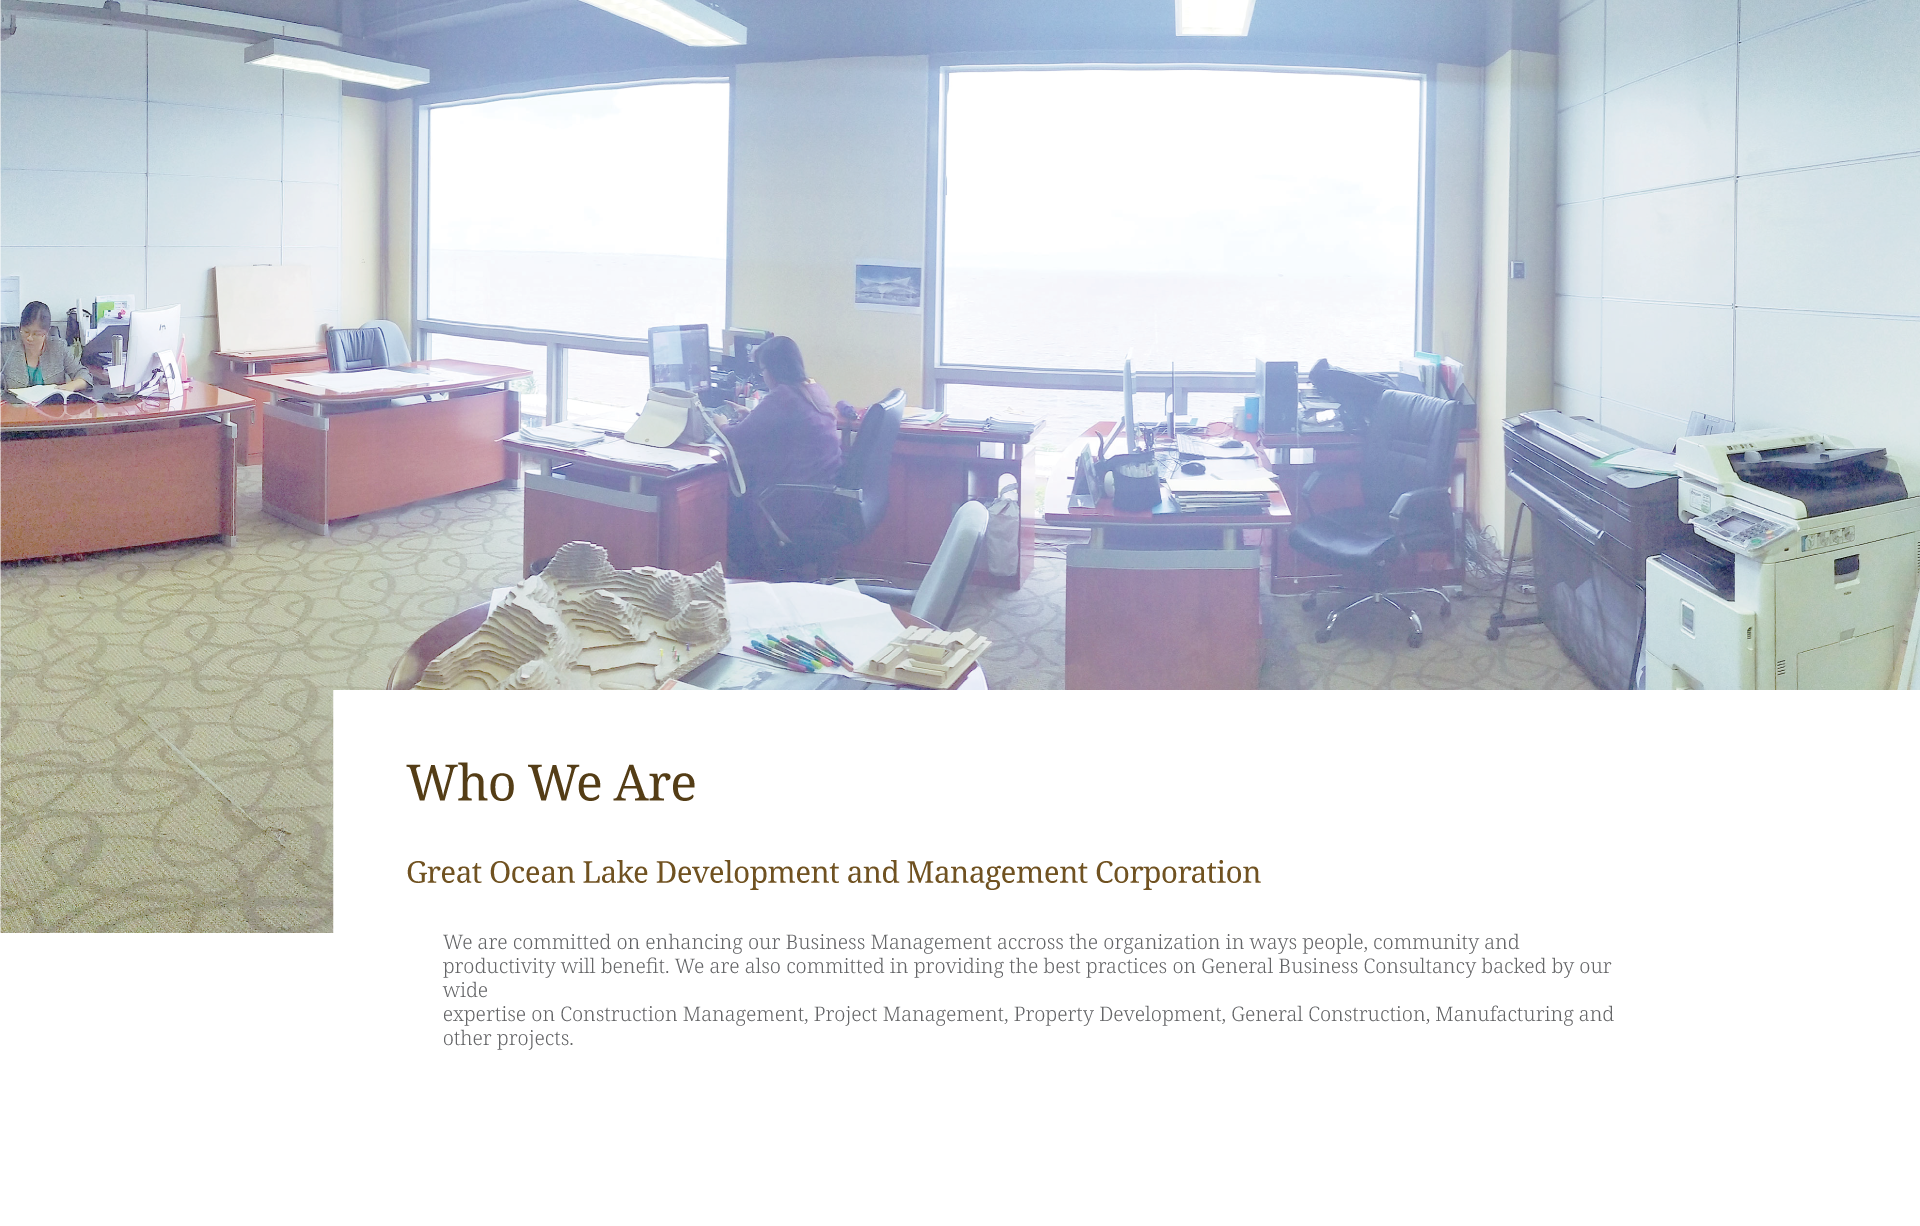 Who We Are
Great Ocean Lake Development and Management Corporation
We are committed on enhancing our Business Management accross the organization in ways people, community and
productivity will benefit. We are also committed in providing the best practices on General Business Consultancy backed by our
wide
expertise on Construction Management, Project Management, Property Development, General Construction, Manufacturing and
other projects.